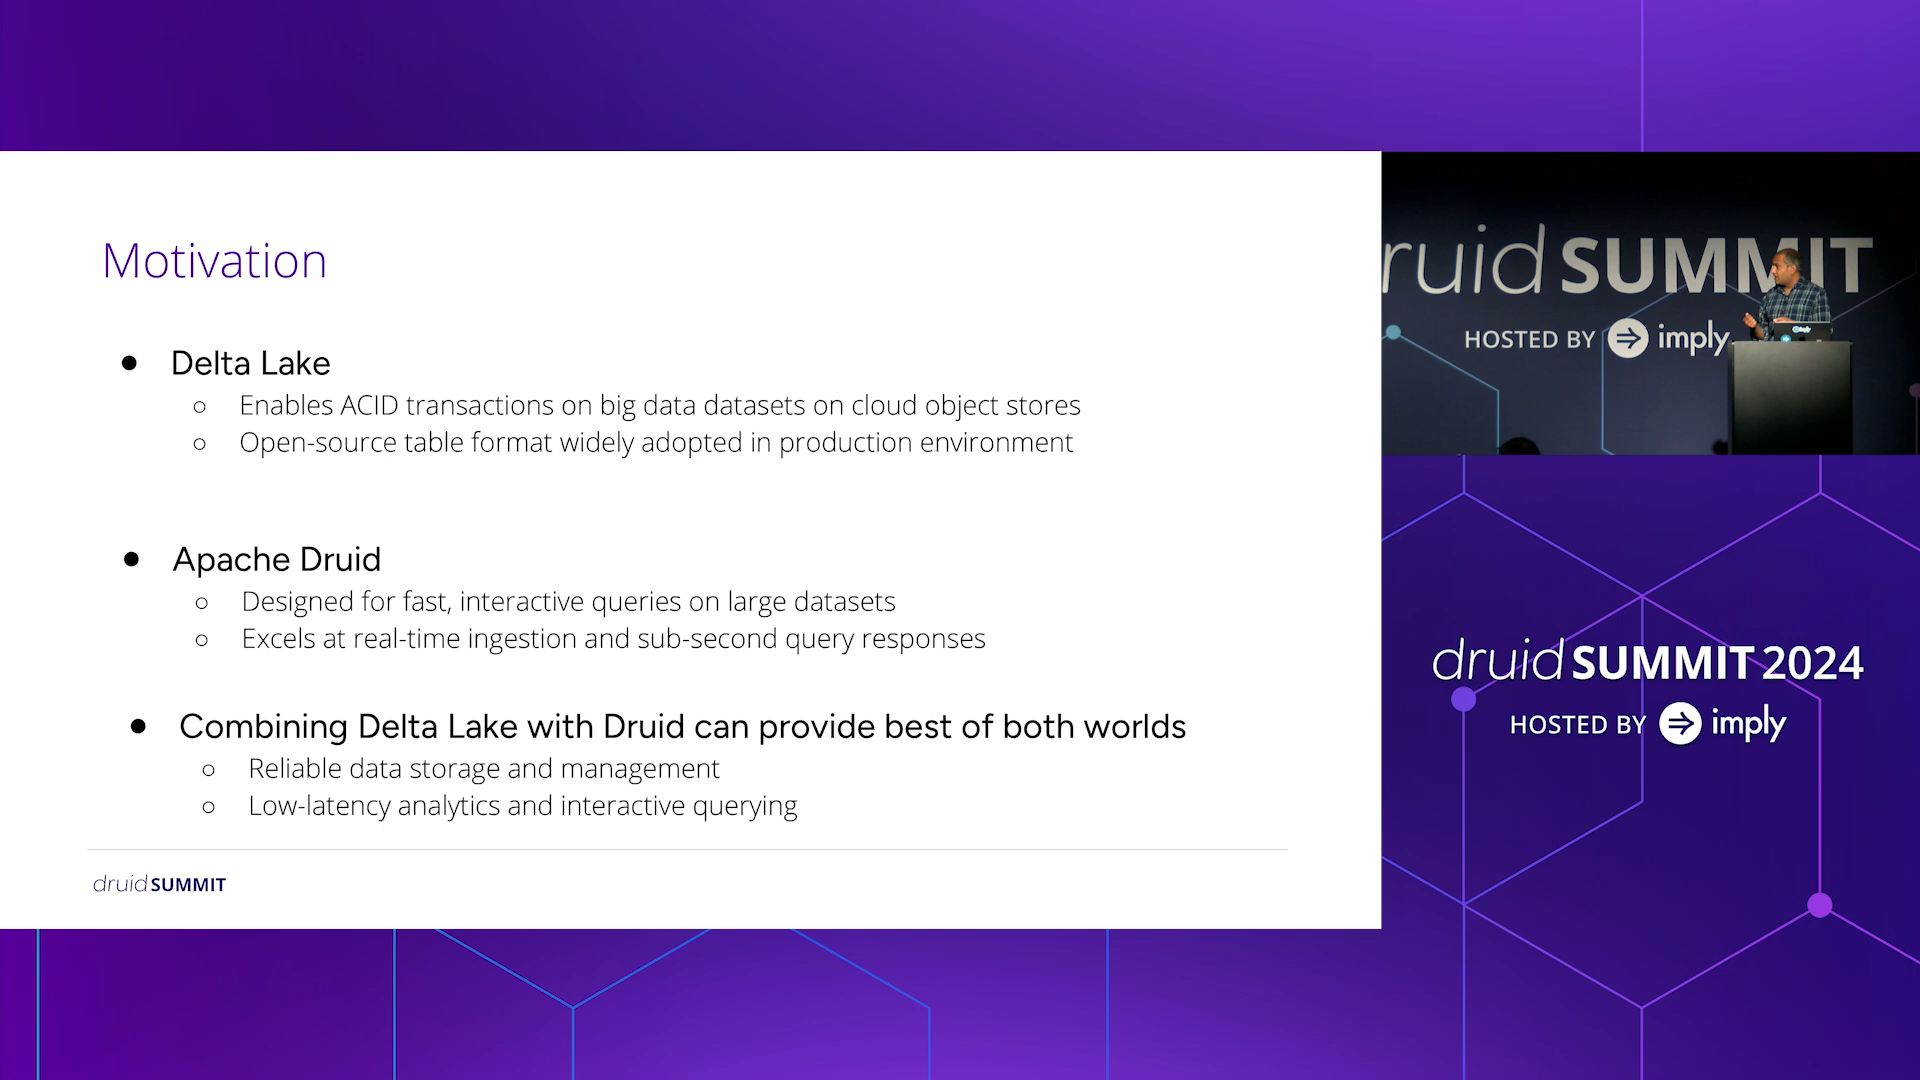 Motivation
● Delta Lake
○ Enables ACID transactions on big data datasets on cloud object stores
○ Open-source table format widely adopted in production environment
● Apache Druid
○ Designed for fast, interactive queries on large datasets
○ Excels at real-time ingestion and sub-second query responses
● Combining Delta Lake with Druid can provide best of both worlds
○ Reliable data storage and management
○ Low-latency analytics and interactive querying
druid SUMMIT
ruid SUMMIT
HOSTED BY imply
druid SUMMIT 2024
HOSTED BY imply